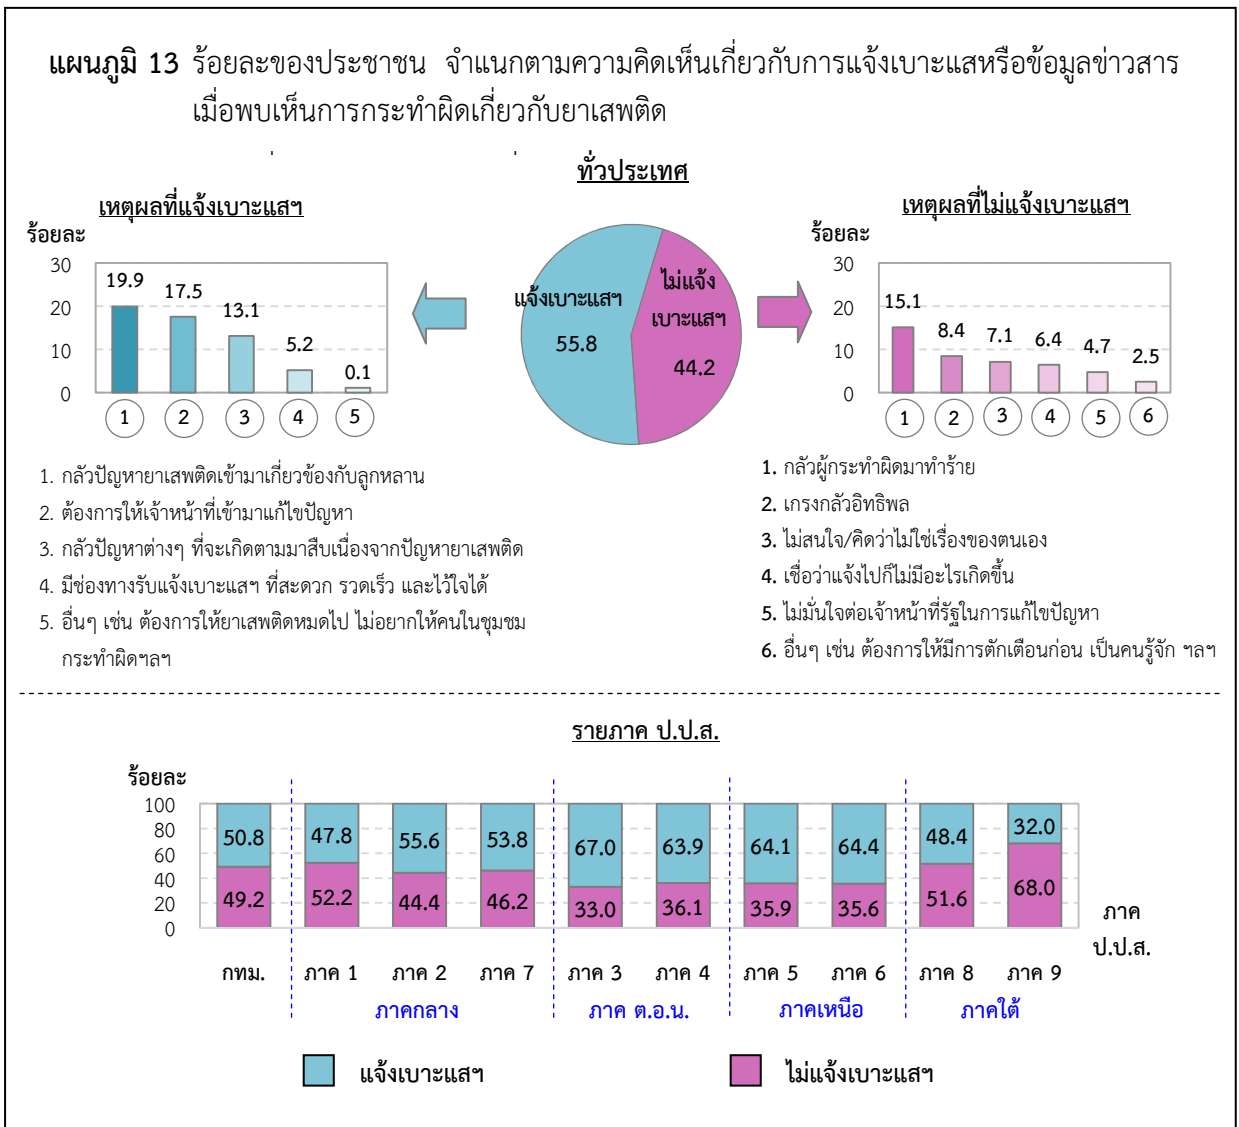 แผนภูมิ 13 ร้อยละของประชาชน จำแนกตามความคิดเห็นเกี่ยวกับการแจ้งเบาะแสหรือข้อมูลข่าวสาร
เมื่อพบเห็นการกระทำผิดเกี่ยวกับยาเสพติด
ทั่วประเทศ
เหตุผลที่แจ้งเบาะแสฯ
ร้อยละ
30
20
10
0
19.9
17.5
13.1
5.2
0.1
1
2
3
4
5
แจ้งเบาะแสฯ
55.8
ไม่แจ้ง
เบาะแสฯ
44.2
เหตุผลที่ไม่แจ้งเบาะแสฯ
ร้อยละ
30
20
10
0
15.1
8.4
7.1
6.4
4.7
2.5
1
2
3
4
5
6
1. กลัวปัญหายาเสพติดเข้ามาเกี่ยวข้องกับลูกหลาน
2. ต้องการให้เจ้าหน้าที่เข้ามาแก้ไขปัญหา
3. กลัวปัญหาต่างๆ ที่จะเกิดตามมาสืบเนื่องจากปัญหายาเสพติด
4. มีช่องทางรับแจ้งเบาะแสฯ ที่สะดวก รวดเร็ว และไว้ใจได้
5. อื่นๆ เช่น ต้องการให้ยาเสพติดหมดไป ไม่อยากให้คนในชุมชม
กระทำผิดฯลฯ
1. กลัวผู้กระทำผิดมาทำร้าย
2. เกรงกลัวอิทธิพล
3. ไม่สนใจ/คิดว่าไม่ใช่เรื่องของตนเอง
4. เชื่อว่าแจ้งไปก็ไม่มีอะไรเกิดขึ้น
5. ไม่มั่นใจต่อเจ้าหน้าที่รัฐในการแก้ไขปัญหา
6. อื่นๆ เช่น ต้องการให้มีการตักเตือนก่อน เป็นคนรู้จัก ฯลฯ
รายภาค ป.ป.ส.
ร้อยละ
100
80
60
40
20
0
50.8 47.8 55.6 53.8 67.0 63.9 64.1 64.4 48.4 32.0
49.2 52.2 44.4 46.2 33.0 36.1 35.9 35.6 51.6 68.0
ภาค
ป.ป.ส.
กทม. ภาค 1 ภาค 2 ภาค 7 ภาค 3 ภาค 4 ภาค 5 ภาค 6 ภาค 8 ภาค 9
ภาคกลาง ภาค ต.อ.น. ภาคเหนือ ภาคใต้
แจ้งเบาะแสฯ ไม่แจ้งเบาะแสฯ